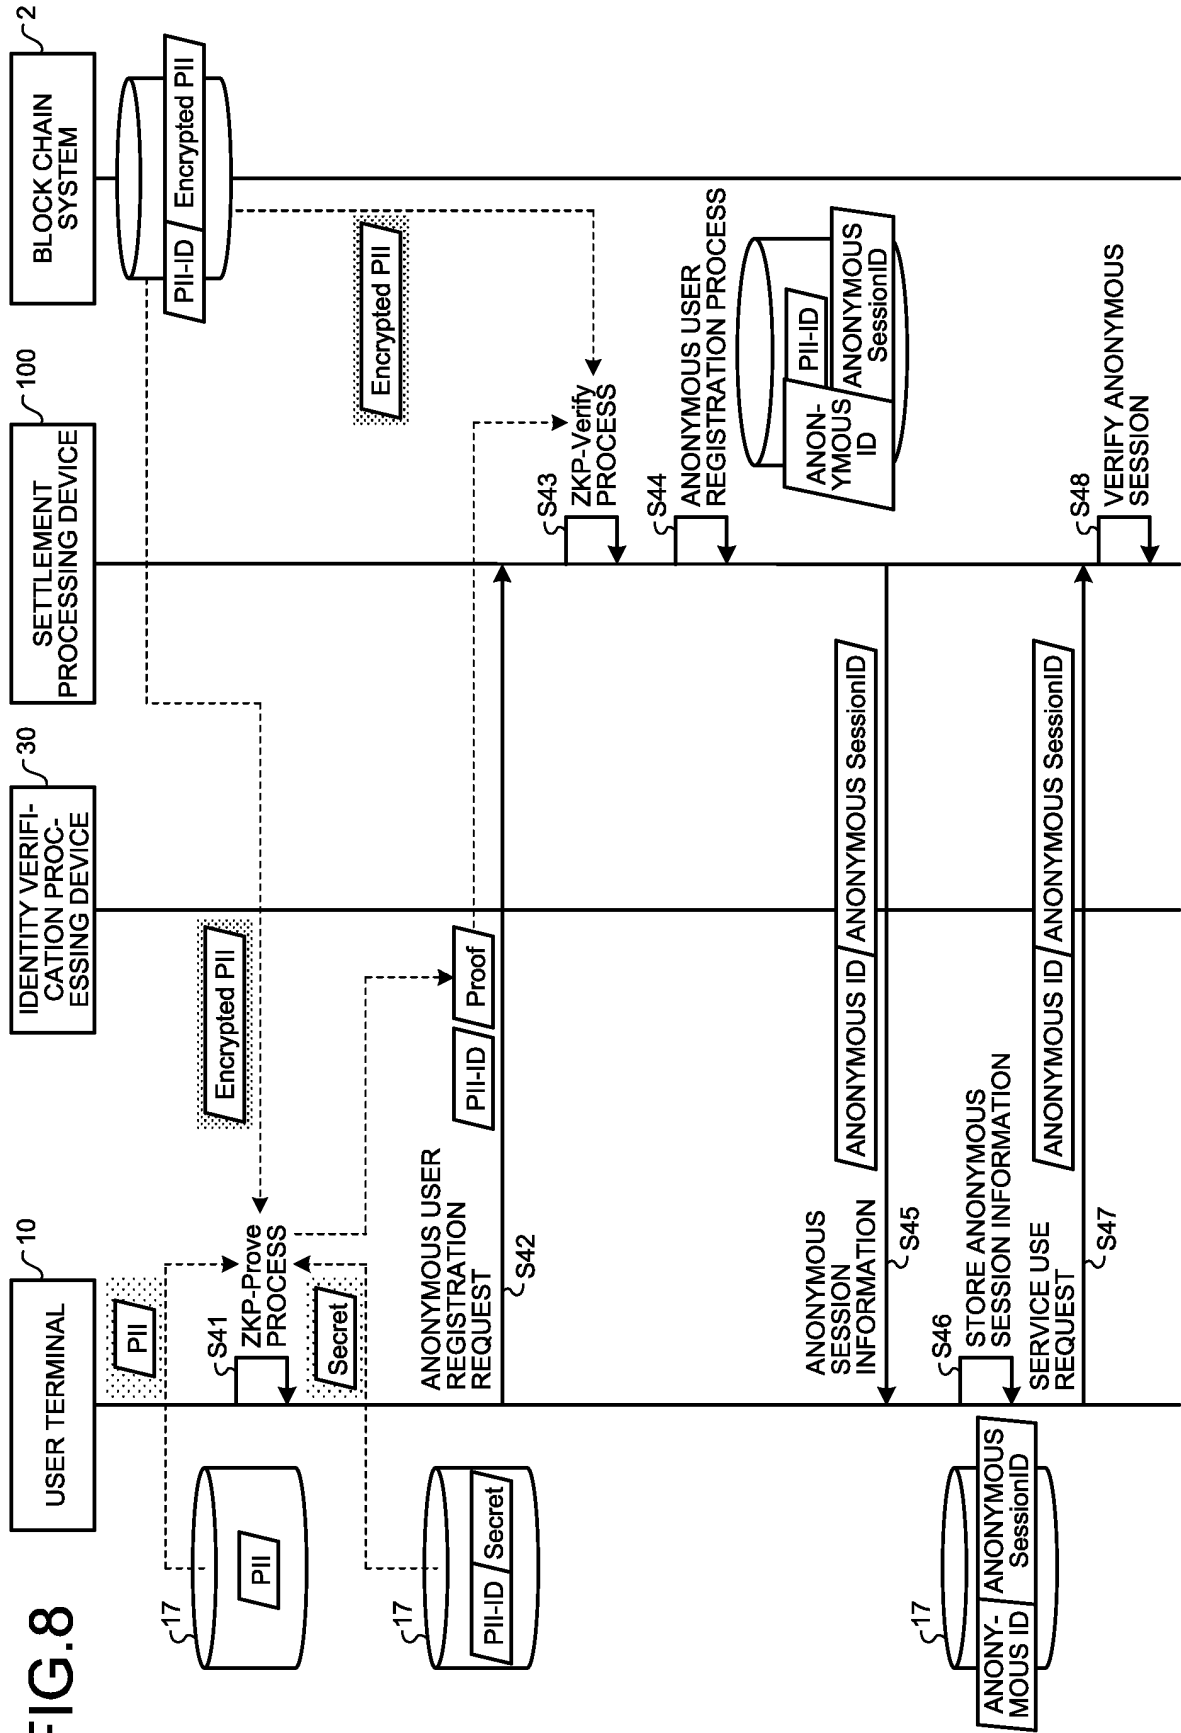 FIG.8
USER TERMINAL
10
IDENTITY VERIFI-
CATION PROC-
ESSING DEVICE
30
SETTLEMENT
PROCESSING DEVICE
100
BLOCK CHAIN
SYSTEM
2
17
PII
PII
Encrypted PII
PII-ID
Encrypted PII
S41
ZKP-Prove
PROCESS
Secret
Encrypted PII
17
PII-ID
Secret
ANONYMOUS USER
REGISTRATION
REQUEST
PII-ID
Proof
S42
S43
ZKP-Verify
PROCESS
S44
ANONYMOUS USER
REGISTRATION PROCESS
ANON-
YMOUS
ID
PII-ID
ANONYMOUS
SessionID
ANONYMOUS
SESSION
INFORMATION
ANONYMOUS ID
ANONYMOUS SessionID
S45
17
ANONY-
MOUS ID
ANONYMOUS
SessionID
S46
STORE ANONYMOUS
SESSION INFORMATION
SERVICE USE
REQUEST
ANONYMOUS ID
ANONYMOUS SessionID
S47
S48
VERIFY ANONYMOUS
SESSION